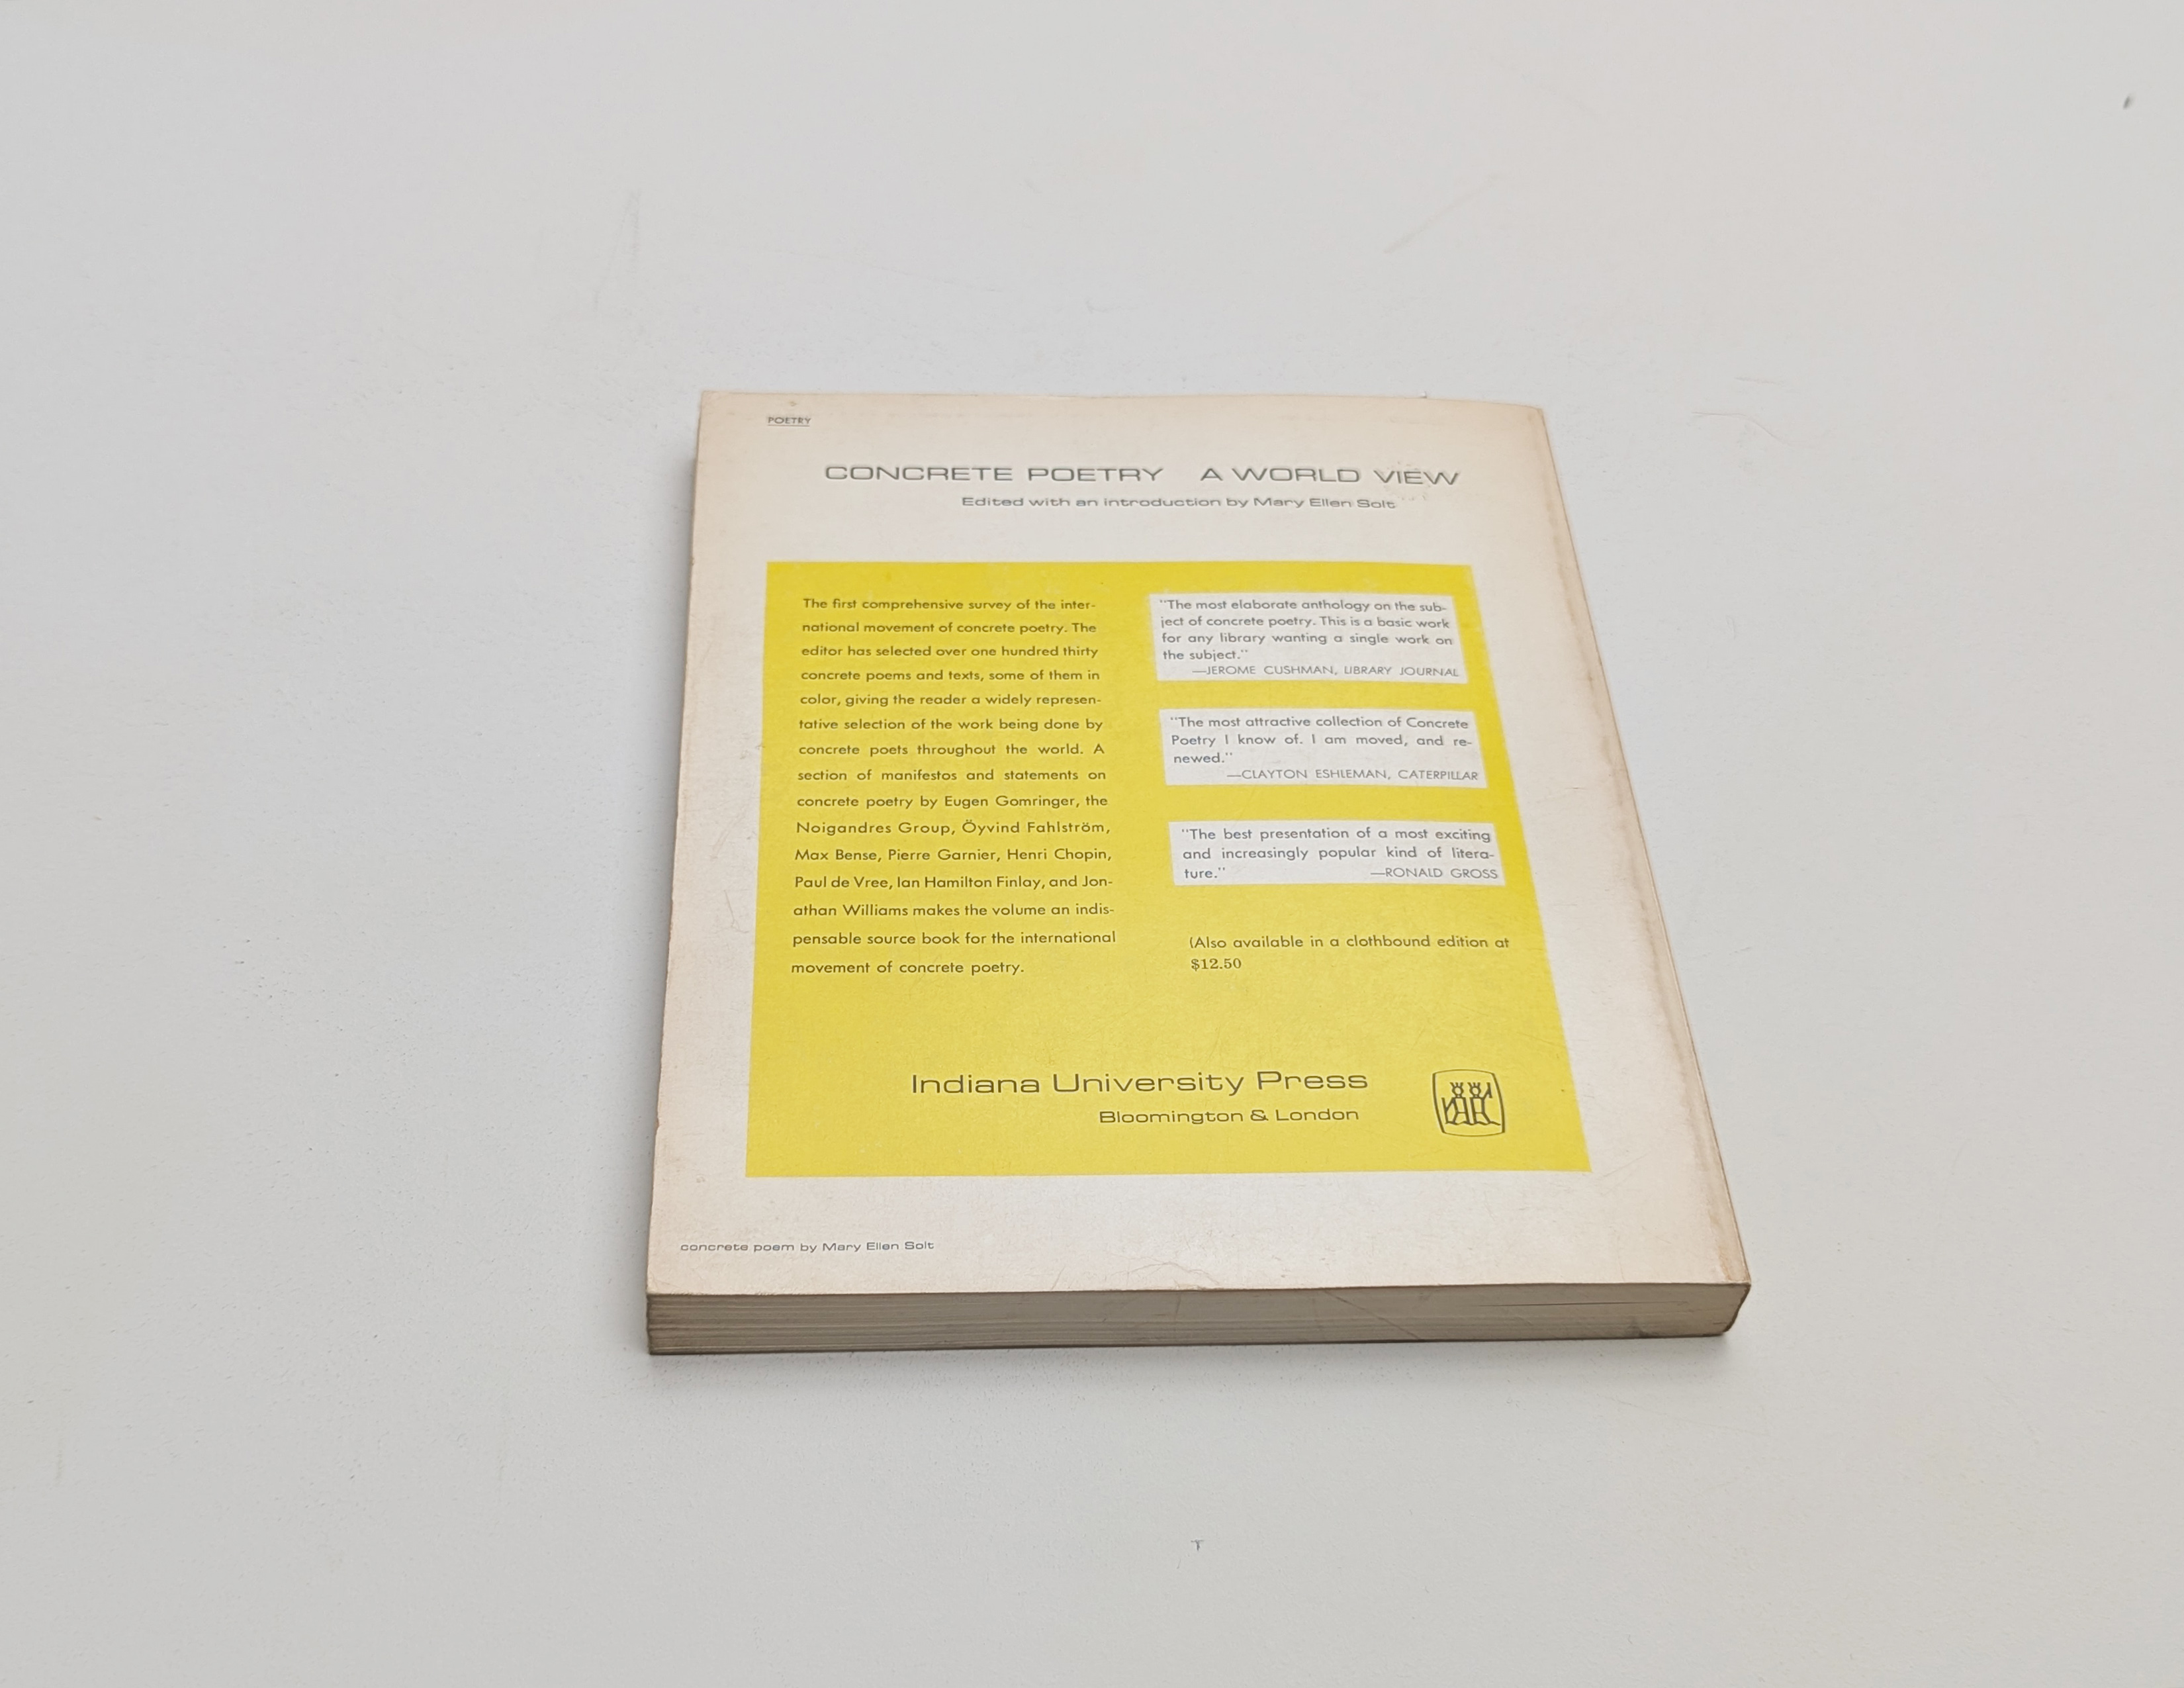 POETRY
CONCRETE POETRY A WORLD VIEW
Edited with an introduction by Mary Ellen Solt
The first comprehensive survey of the inter-
national movement of concrete poetry. The
editor has selected over one hundred thirty
concrete poems and texts, some of them in
color, giving the reader a widely represen-
tative selection of the work being done by
concrete poets throughout the world. A
section of manifestos and statements on
concrete poetry by Eugen Gomringer, the
Noigandres Group, Öyvind Fahlström,
Max Bense, Pierre Garnier, Henri Chopin,
Paul de Vree, Ian Hamilton Finlay, and Jon-
athan Williams makes the volume an indis-
pensable source book for the international
movement of concrete poetry.
"The most elaborate anthology on the sub-
ject of concrete poetry. This is a basic work
for any library wanting a single work on
the subject."
—JEROME CUSHMAN, LIBRARY JOURNAL
"The most attractive collection of Concrete
Poetry I know of. I am moved, and re-
newed."
—CLAYTON ESHLEMAN, CATERPILLAR
"The best presentation of a most exciting
and increasingly popular kind of litera-
ture." —RONALD GROSS
(Also available in a clothbound edition at
$12.50
Indiana University Press
Bloomington & London
concrete poem by Mary Ellen Solt